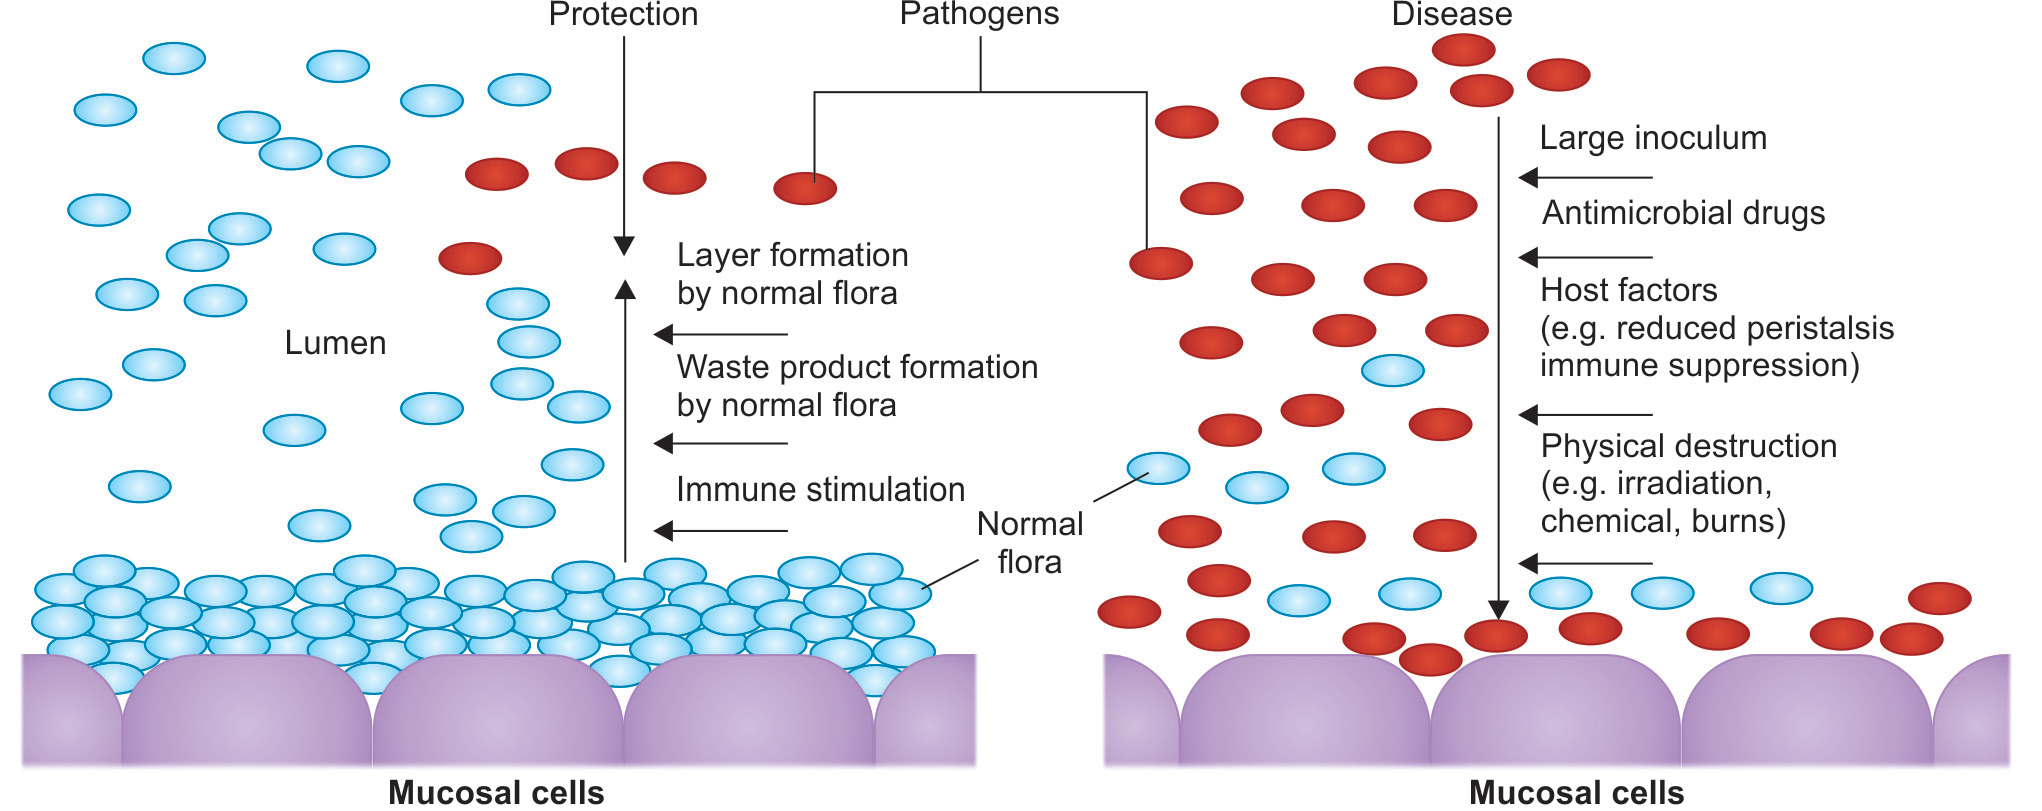 Protection
Pathogens
Disease
Layer formation
by normal flora
Waste product formation
by normal flora
Immune stimulation
Lumen
Normal
flora
Large inoculum
Antimicrobial drugs
Host factors
(e.g. reduced peristalsis
immune suppression)
Physical destruction
(e.g. irradiation,
chemical, burns)
Mucosal cells
Mucosal cells